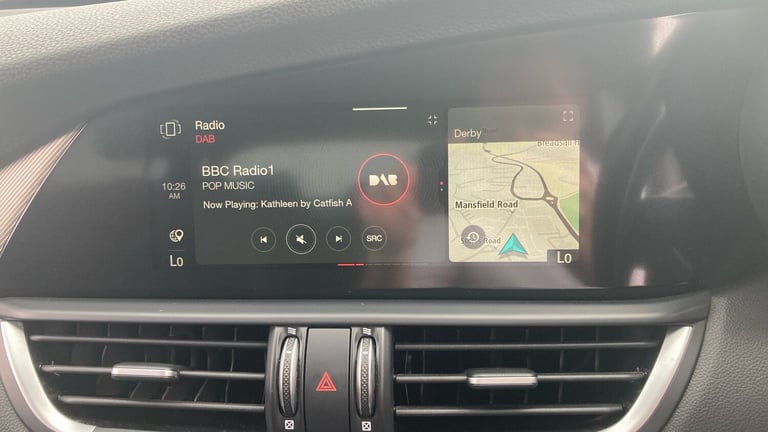 Radio
DAB
BBC Radio1
POP MUSIC
Now Playing: Kathleen by Catfish A
10:26
AM
Lo
DAB
SRC
Derby
Mansfield Road
Road
Lo